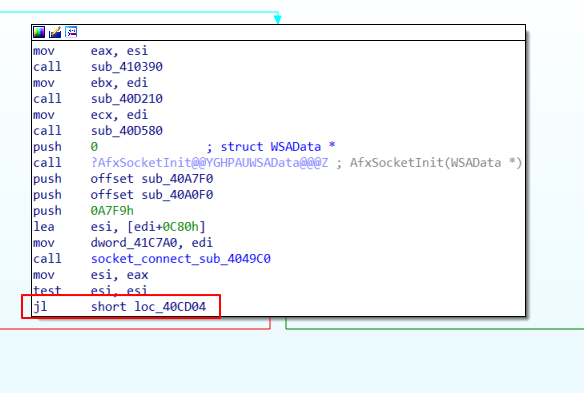 mov eax, esi
call sub_410390
mov ebx, edi
call sub_40D210
mov ecx, edi
call sub_40D580
push 0 ; struct WSAData *
call ?AfxSocketInit@@YGHPAUWSAData@@@Z ; AfxSocketInit(WSAData *)
push offset sub_40A7F0
push offset sub_40A0F0
push 0A7F9h
lea esi, [edi+0C80h]
mov dword_41C7A0, edi
call socket_connect_sub_4049C0
mov esi, eax
test esi, esi
jl short loc_40CD04